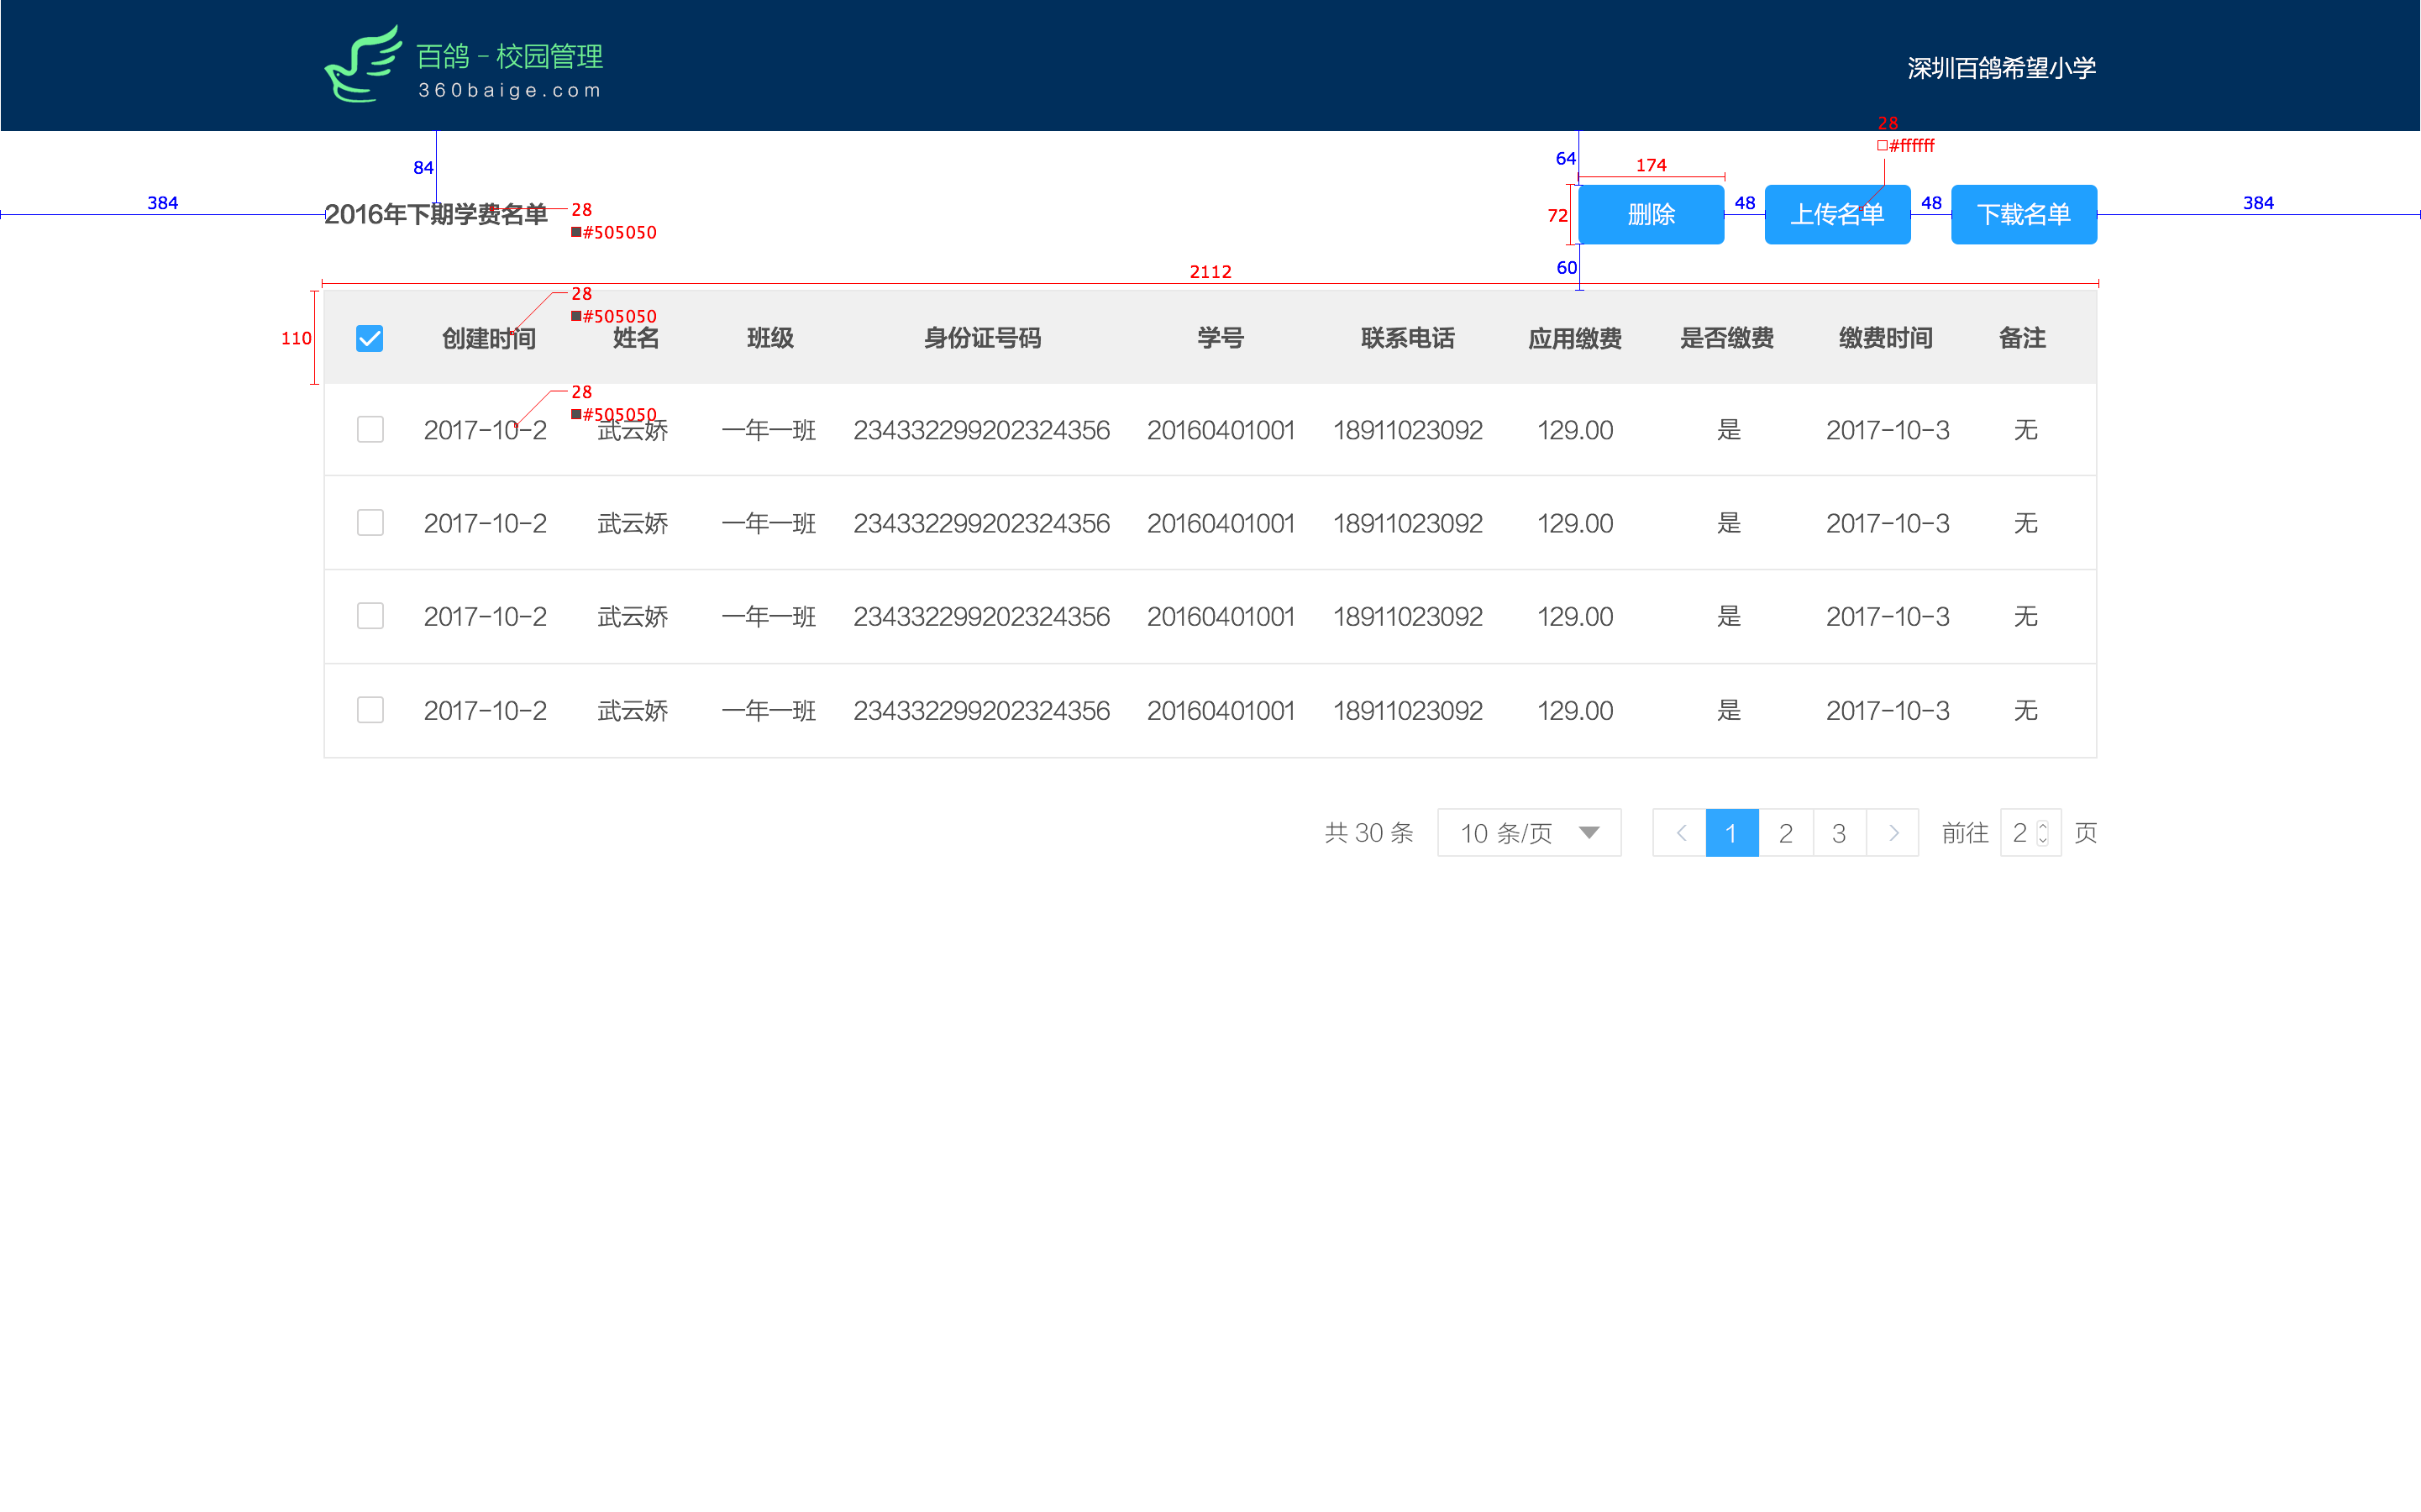 百鸽 - 校园管理
360baige.com
深圳百鸽希望小学
28
#ffffff
84
64
174
384
2016年下期学费名单
28
#505050
72
删除
48
上传名单
48
下载名单
384
60
2112
28
#505050
110
创建时间 姓名 班级 身份证号码 学号 联系电话 应用缴费 是否缴费 缴费时间 备注
28
#505050
2017-10-2 武云娇 一年一班 234332299202324356 20160401001 18911023092 129.00 是 2017-10-3 无
2017-10-2 武云娇 一年一班 234332299202324356 20160401001 18911023092 129.00 是 2017-10-3 无
2017-10-2 武云娇 一年一班 234332299202324356 20160401001 18911023092 129.00 是 2017-10-3 无
2017-10-2 武云娇 一年一班 234332299202324356 20160401001 18911023092 129.00 是 2017-10-3 无
共 30 条 10 条/页 1 2 3 前往 2 页